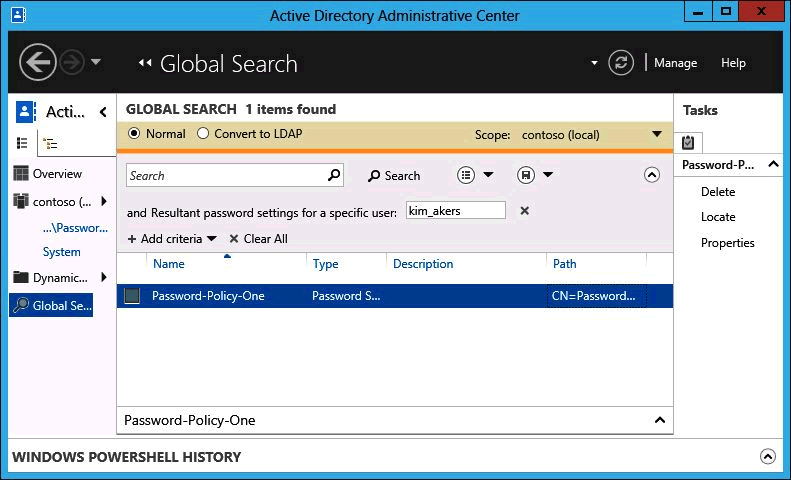 Active Directory Administrative Center
Global Search
Manage Help
Acti...
Overview
contoso (...
...\Passwor...
System
Dynamic...
Global Se...
GLOBAL SEARCH 1 items found
Normal Convert to LDAP Scope: contoso (local)
Search Search
and Resultant password settings for a specific user: kim_akers
Add criteria Clear All
Name Type Description Path
Password-Policy-One Password S... CN=Password...
Password-Policy-One
Tasks
Password-P...
Delete
Locate
Properties
WINDOWS POWERSHELL HISTORY